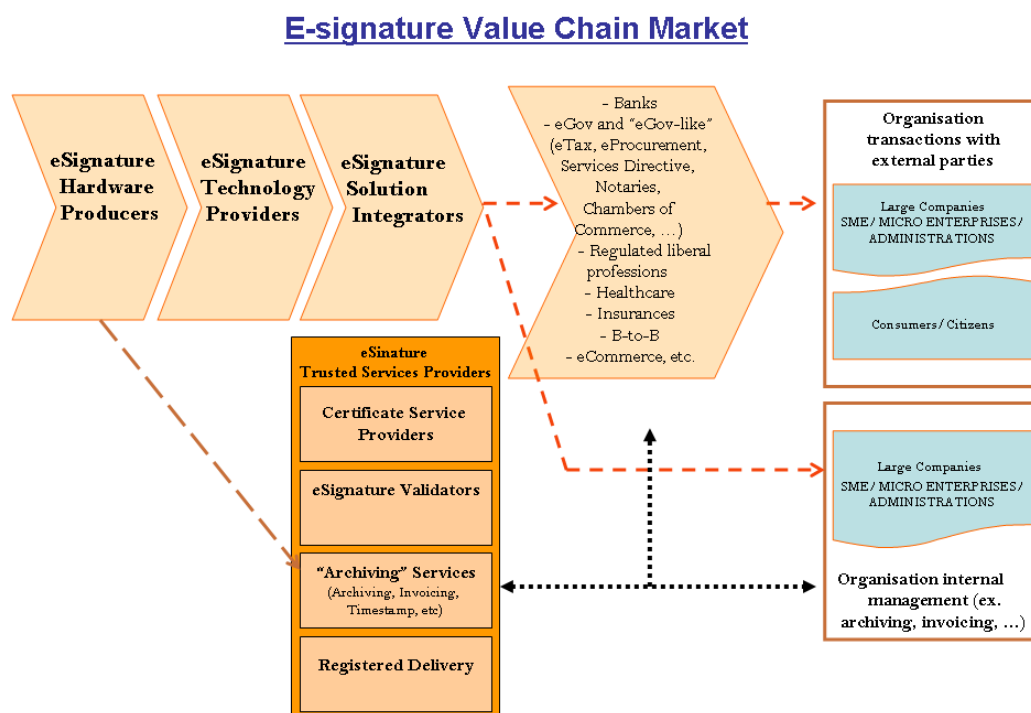 E-signature Value Chain Market
eSignature
Hardware
Producers
eSignature
Technology
Providers
eSignature
Solution
Integrators
- Banks
- eGov and "eGov-like"
(eTax, eProcurement,
Services Directive,
Notaries,
Chambers of
Commerce, ...)
- Regulated liberal
professions
- Healthcare
- Insurances
- B-to-B
- eCommerce, etc.
Organisation
transactions with
external parties
Large Companies
SME / MICRO ENTERPRISES /
ADMINISTRATIONS
Consumers / Citizens
eSinature
Trusted Services Providers
Certificate Service
Providers
eSignature Validators
"Archiving" Services
(Archiving, Invoicing,
Timestamp, etc)
Registered Delivery
Large Companies
SME / MICRO ENTERPRISES /
ADMINISTRATIONS
Organisation internal
management (ex.
archiving, invoicing, ...)